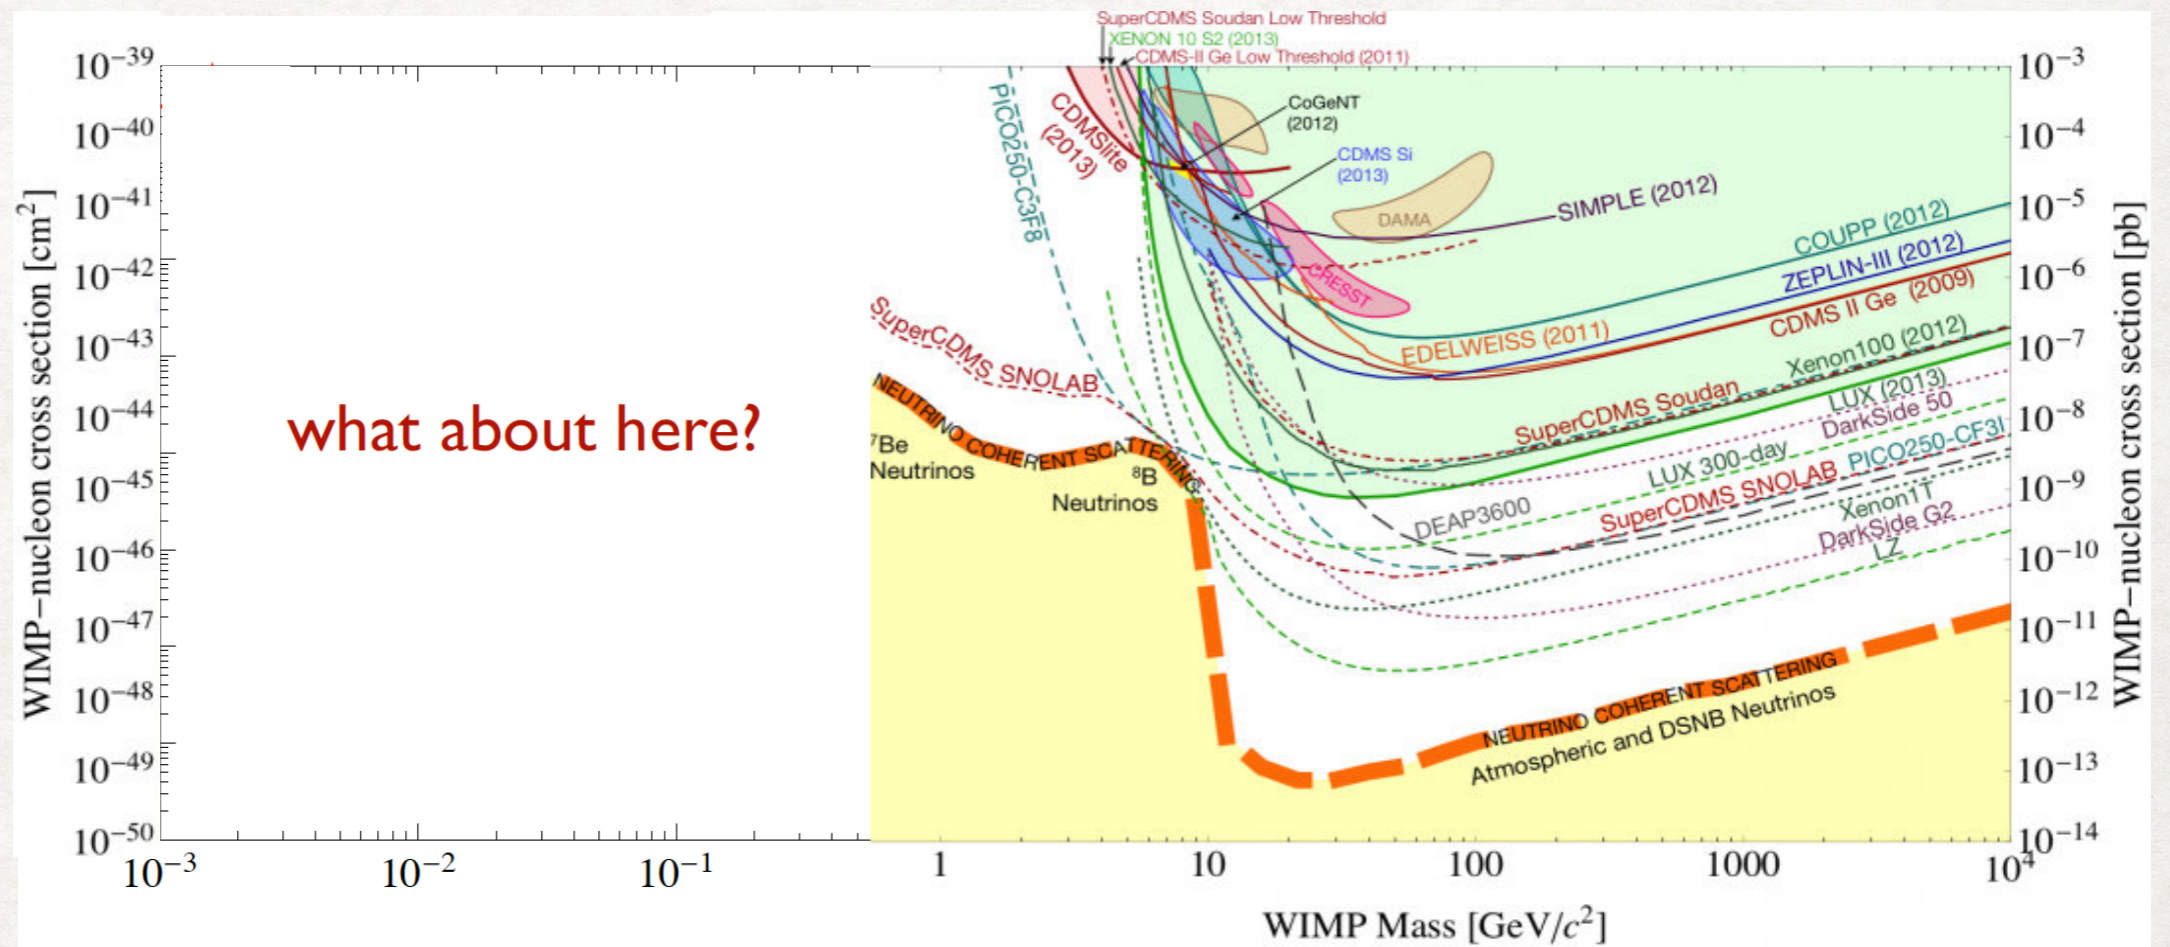 SuperCDMS Soudan Low Threshold
XENON 10 S2 (2013)
CDMS-II Ge Low Threshold (2011)
10−39
10−40
10−41
10−42
10−43
10−44
10−45
10−46
10−47
10−48
10−49
10−50
WIMP−nucleon cross section [cm2]
what about here?
PICO250-C3F8
CDMSlite
(2013)
CoGeNT
(2012)
CDMS Si
(2013)
DAMA
CRESST
SIMPLE (2012)
COUPP (2012)
ZEPLIN-III (2012)
CDMS II Ge (2009)
EDELWEISS (2011)
Xenon100 (2012)
SuperCDMS Soudan
LUX (2013)
DarkSide 50
LUX 300-day
PICO250-CF3I
SuperCDMS SNOLAB
DEAP3600
Xenon1T
DarkSide G2
LZ
SuperCDMS SNOLAB
NEUTRINO COHERENT SCATTERING
7Be
Neutrinos
8B
Neutrinos
NEUTRINO COHERENT SCATTERING
Atmospheric and DSNB Neutrinos
10−3
10−4
10−5
10−6
10−7
10−8
10−9
10−10
10−11
10−12
10−13
10−14
WIMP−nucleon cross section [pb]
10−3
10−2
10−1
1
10
100
1000
104
WIMP Mass [GeV/c2]